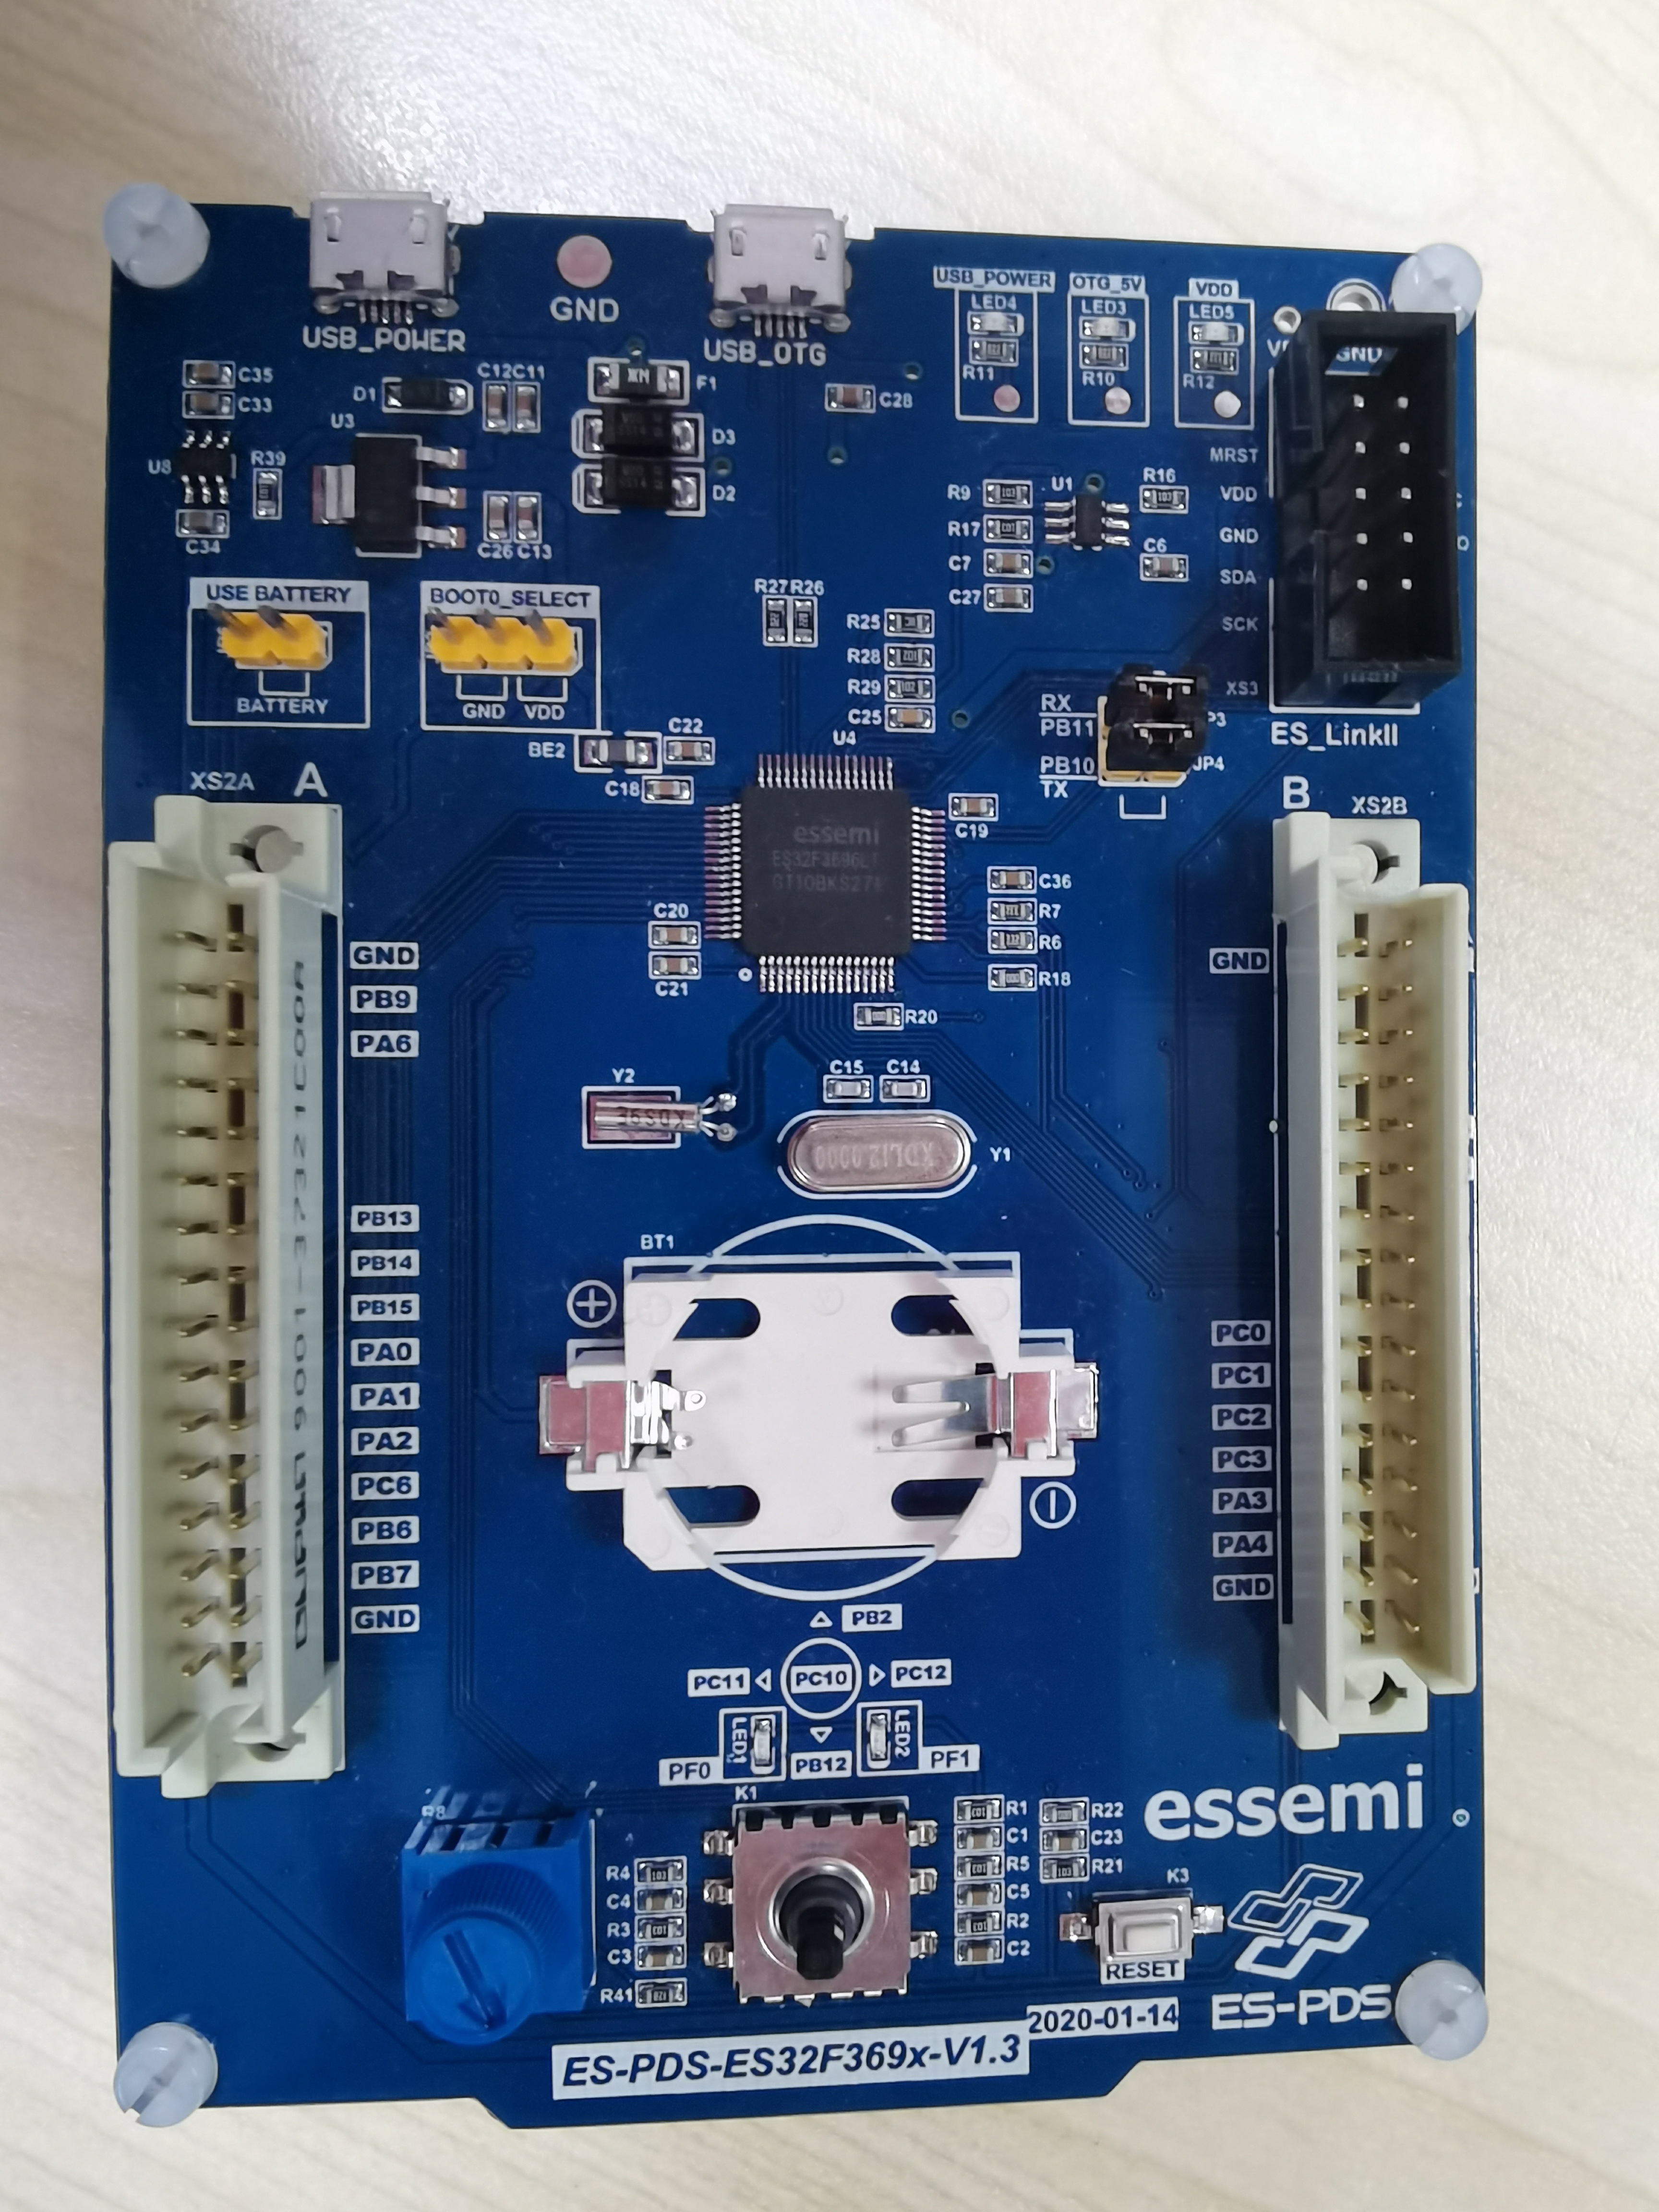 USB_POWER
GND
USB_OTG
USB_POWER
LED4
R11
OTG_5V
LED3
R10
VDD
LED5
R12
GND
C35
C33
D1
C12 C11
F1
C28
U3
D3
U8
R39
D2
C34
C26 C13
MRST
VDD
GND
SDA
SCK
XS3
R9
U1
R16
R17
C7
C6
C27
USE BATTERY
BATTERY
BOOT0_SELECT
GND VDD
R27 R26
R25
R28
R29
C25
U4
RX
PB11
PB10
TX
JP4
ES_LinkII
BE2
C22
C18
C19
XS2A A
B XS2B
essemi
C36
R7
R6
R18
C20
C21
R20
GND
PB9
PA6
PB13
PB14
PB15
PA0
PA1
PA2
PC6
PB6
PB7
GND
9001-37321C00A
Y2
C15 C14
Y1
BT1
GND
PC0
PC1
PC2
PC3
PA3
PA4
GND
PB2
PC11
PC10
PC12
LED1
LED2
PF0
PB12
PF1
K1
R8
R4
C4
R3
C3
R41
R1
C1
R5
C5
R2
C2
R22
C23
R21
essemi
K3
RESET
ES-PDS
2020-01-14
ES-PDS-ES32F369x-V1.3